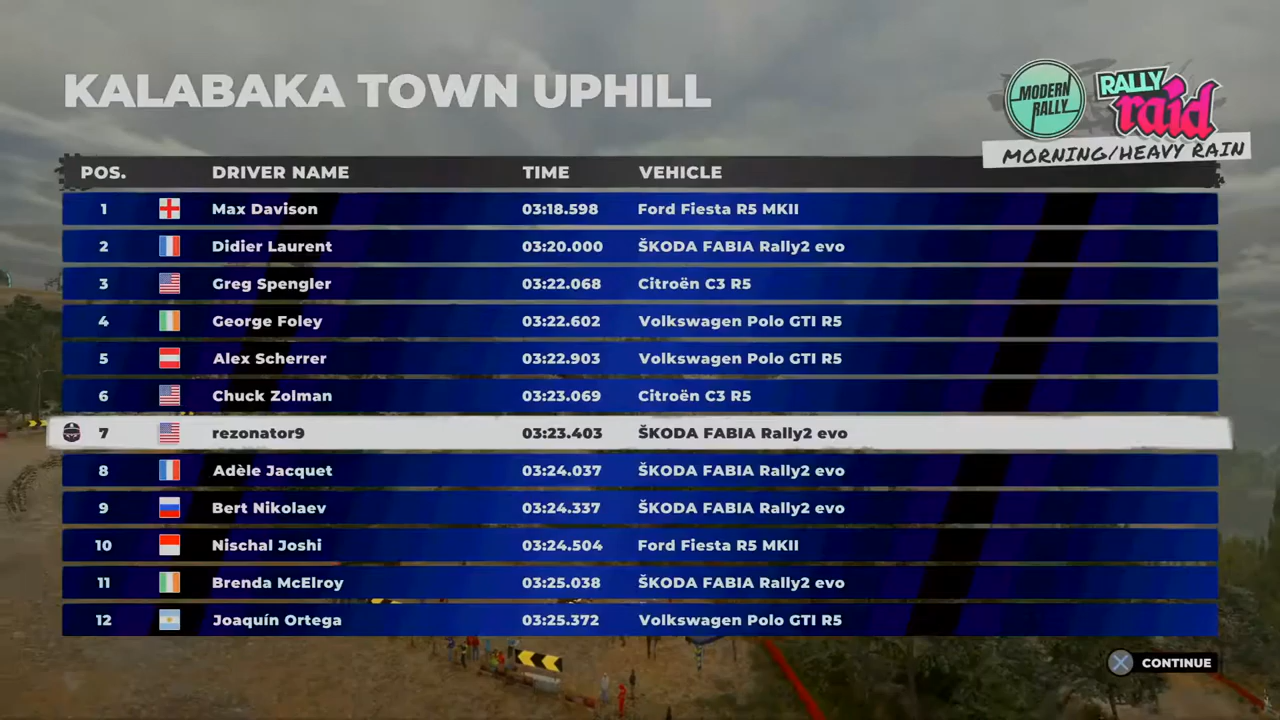 KALABAKA TOWN UPHILL
MODERN RALLY
RALLY raid
MORNING/HEAVY RAIN
POS. DRIVER NAME TIME VEHICLE
1 Max Davison 03:18.598 Ford Fiesta R5 MKII
2 Didier Laurent 03:20.000 ŠKODA FABIA Rally2 evo
3 Greg Spengler 03:22.068 Citroën C3 R5
4 George Foley 03:22.602 Volkswagen Polo GTI R5
5 Alex Scherrer 03:22.903 Volkswagen Polo GTI R5
6 Chuck Zolman 03:23.069 Citroën C3 R5
7 rezonator9 03:23.403 ŠKODA FABIA Rally2 evo
8 Adèle Jacquet 03:24.037 ŠKODA FABIA Rally2 evo
9 Bert Nikolaev 03:24.337 ŠKODA FABIA Rally2 evo
10 Nischal Joshi 03:24.504 Ford Fiesta R5 MKII
11 Brenda McElroy 03:25.038 ŠKODA FABIA Rally2 evo
12 Joaquín Ortega 03:25.372 Volkswagen Polo GTI R5
CONTINUE